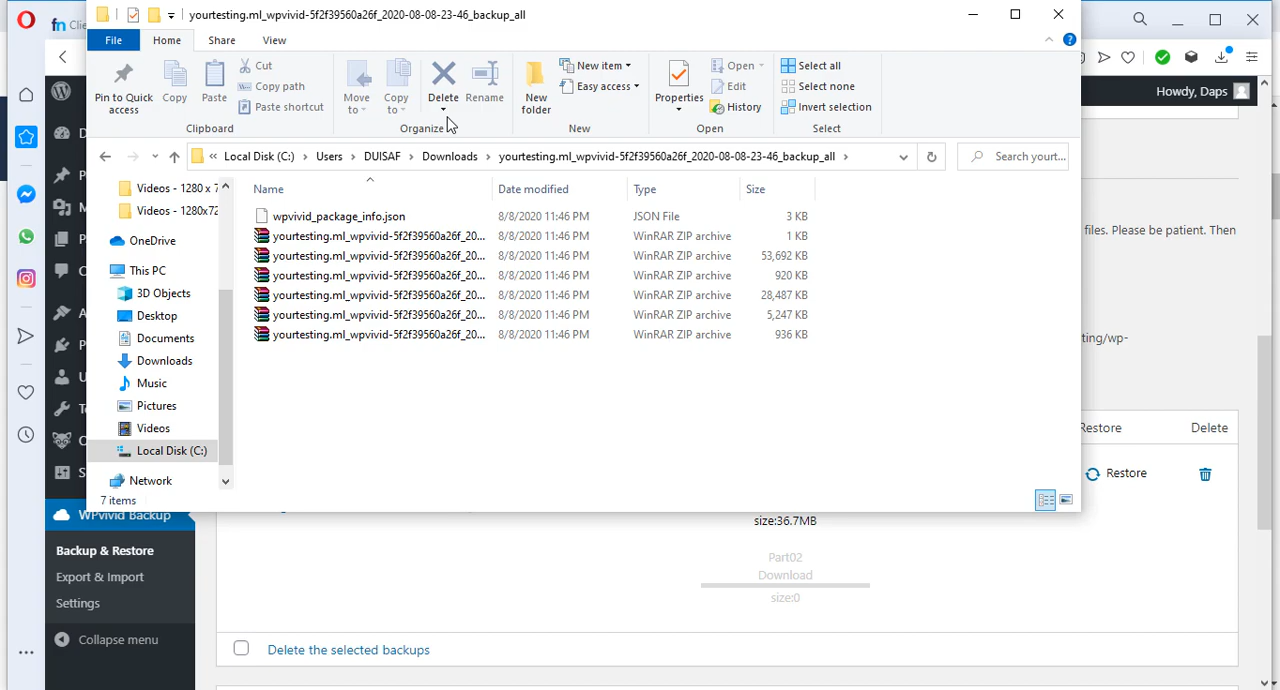 yourtesting.ml_wpvivid-5f2f39560a26f_2020-08-08-23-46_backup_all
fn Clie
File Home Share View
Pin to Quick access
Copy
Paste
Cut
Copy path
Paste shortcut
Move to
Copy to
Delete
Rename
New folder
New item
Easy access
Properties
Open
Edit
History
Select all
Select none
Invert selection
Clipboard Organize New Open Select
Howdy, Daps
« Local Disk (C:) › Users › DUISAF › Downloads › yourtesting.ml_wpvivid-5f2f39560a26f_2020-08-08-23-46_backup_all ›
Search yourt...
Name Date modified Type Size
wpvivid_package_info.json 8/8/2020 11:46 PM JSON File 3 KB
yourtesting.ml_wpvivid-5f2f39560a26f_20... 8/8/2020 11:46 PM WinRAR ZIP archive 1 KB
yourtesting.ml_wpvivid-5f2f39560a26f_20... 8/8/2020 11:46 PM WinRAR ZIP archive 53,692 KB
yourtesting.ml_wpvivid-5f2f39560a26f_20... 8/8/2020 11:46 PM WinRAR ZIP archive 920 KB
yourtesting.ml_wpvivid-5f2f39560a26f_20... 8/8/2020 11:46 PM WinRAR ZIP archive 28,487 KB
yourtesting.ml_wpvivid-5f2f39560a26f_20... 8/8/2020 11:46 PM WinRAR ZIP archive 5,247 KB
yourtesting.ml_wpvivid-5f2f39560a26f_20... 8/8/2020 11:46 PM WinRAR ZIP archive 936 KB
Videos - 1280 x 7
Videos - 1280x72
OneDrive
This PC
3D Objects
Desktop
Documents
Downloads
Music
Pictures
Videos
Local Disk (C:)
Network
7 items
files. Please be patient. Then
ting/wp-
Restore Delete
Restore
WPvivid Backup
Backup & Restore
Export & Import
Settings
Collapse menu
size:36.7MB
Part02
Download
size:0
Delete the selected backups